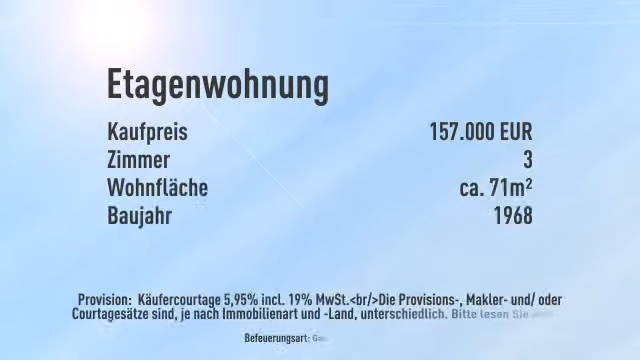 Etagenwohnung
Kaufpreis 157.000 EUR
Zimmer 3
Wohnfläche ca. 71m²
Baujahr 1968
Provision: Käufercourtage 5,95% incl. 19% MwSt.<br/>Die Provisions-, Makler- und/ oder
Courtagesätze sind, je nach Immobilienart und -Land, unterschiedlich. Bitte lesen Sie
Befeuerungsart: